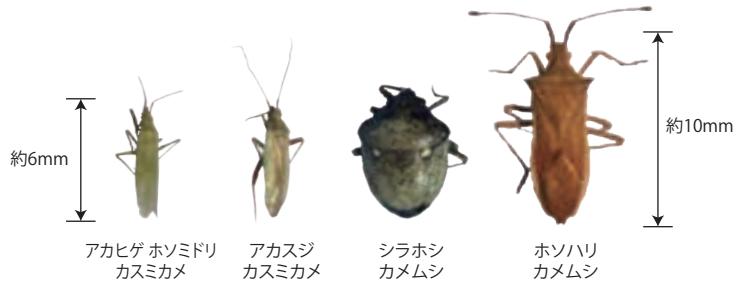 約6mm
約10mm
アカヒゲ ホソミドリ
カスミカメ
アカスジ
カスミカメ
シラホシ
カメムシ
ホソハリ
カメムシ